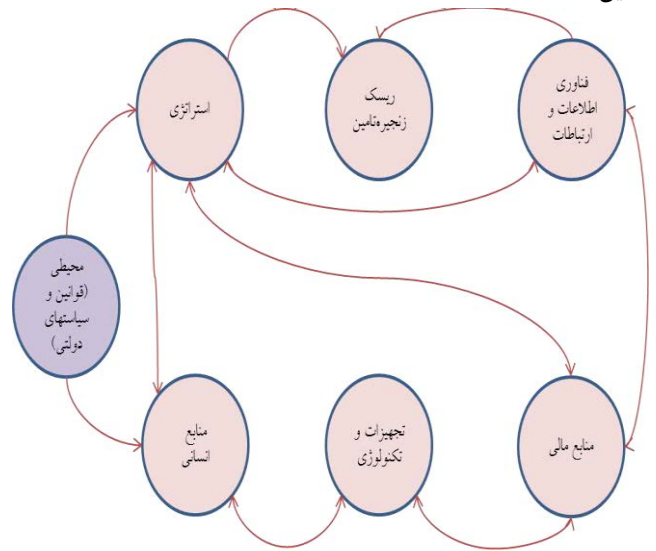 فناوری
اطلاعات و
ارتباطات
ریسک
زنجیره‌تامین
استراتژی
محیطی
(قوانین و
سیاستهای
دولتی)
منابع مالی
تجهیزات و
تکنولوژی
منابع
انسانی